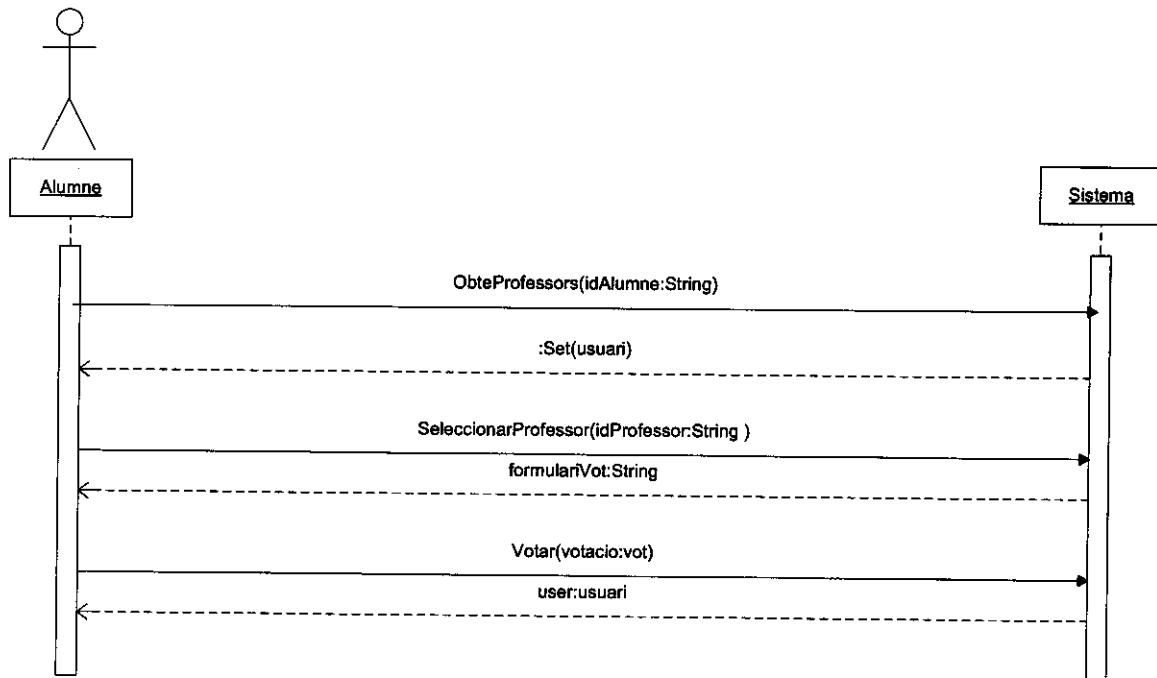 Alumne
Sistema
ObteProfessors(idAlumne:String)
:Set(usuari)
SeleccionarProfessor(idProfessor:String )
formulariVot:String
Votar(votacio:vot)
user:usuari